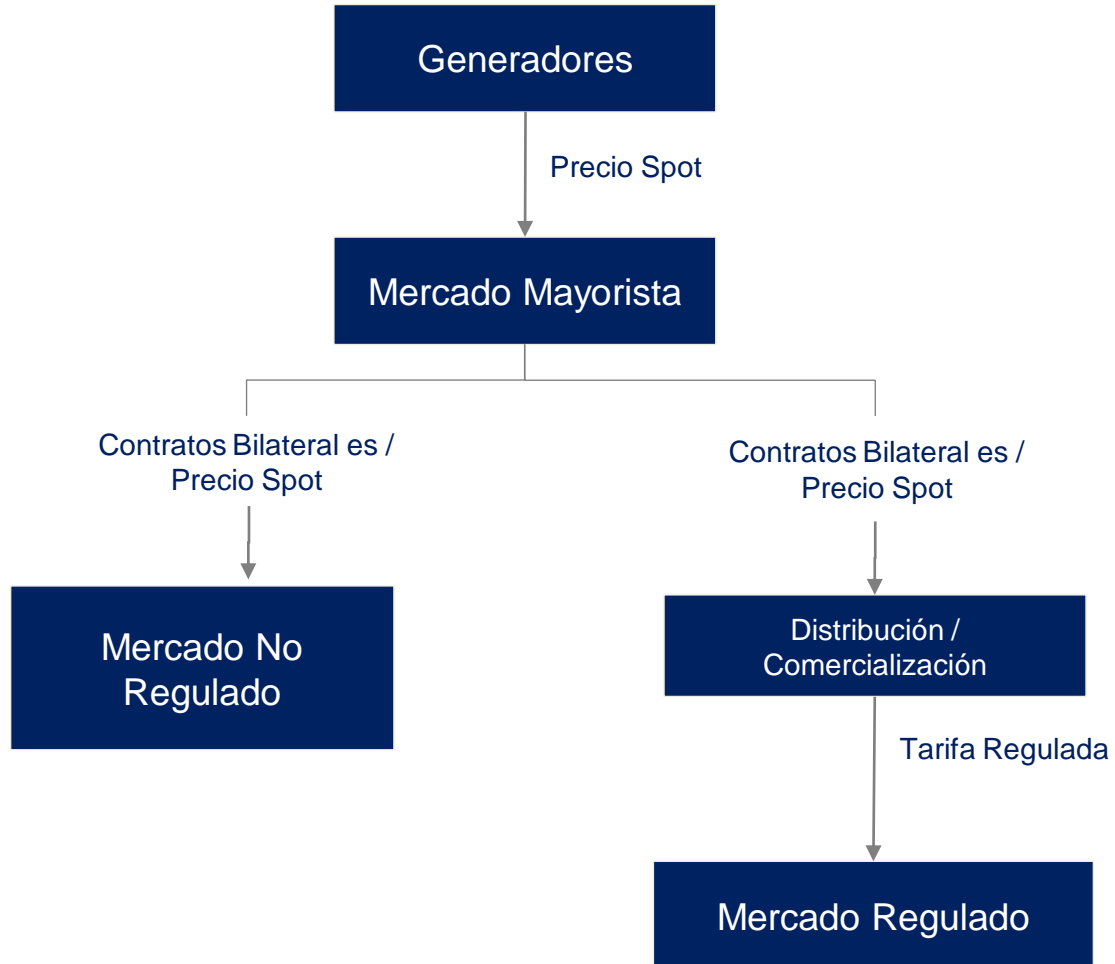 Generadores
Precio Spot
Mercado Mayorista
Contratos Bilateral es /
Precio Spot
Contratos Bilateral es /
Precio Spot
Mercado No
Regulado
Distribución /
Comercialización
Tarifa Regulada
Mercado Regulado